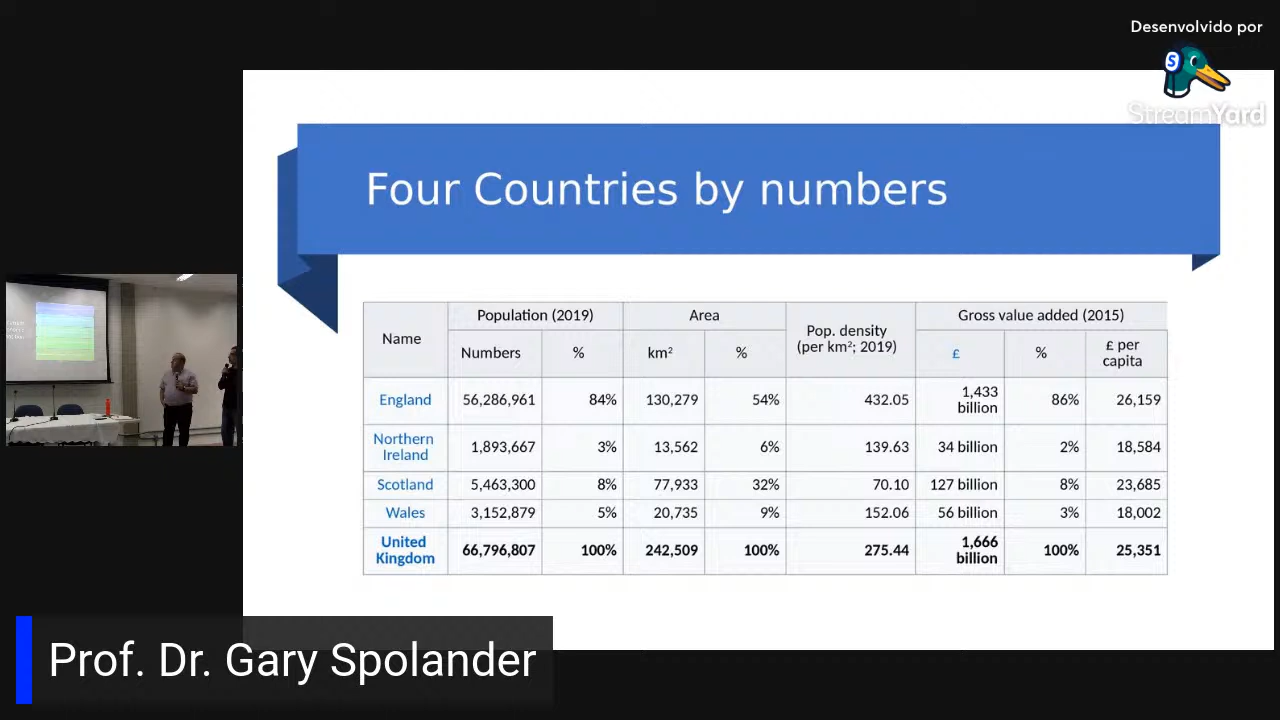 Desenvolvido por
S
StreamYard
Four Countries by numbers
Name Population (2019) Area Pop. density (per km²; 2019) Gross value added (2015)
Numbers % km² % £ % £ per capita
England 56,286,961 84% 130,279 54% 432.05 1,433 billion 86% 26,159
Northern Ireland 1,893,667 3% 13,562 6% 139.63 34 billion 2% 18,584
Scotland 5,463,300 8% 77,933 32% 70.10 127 billion 8% 23,685
Wales 3,152,879 5% 20,735 9% 152.06 56 billion 3% 18,002
United Kingdom 66,796,807 100% 242,509 100% 275.44 1,666 billion 100% 25,351
Prof. Dr. Gary Spolander